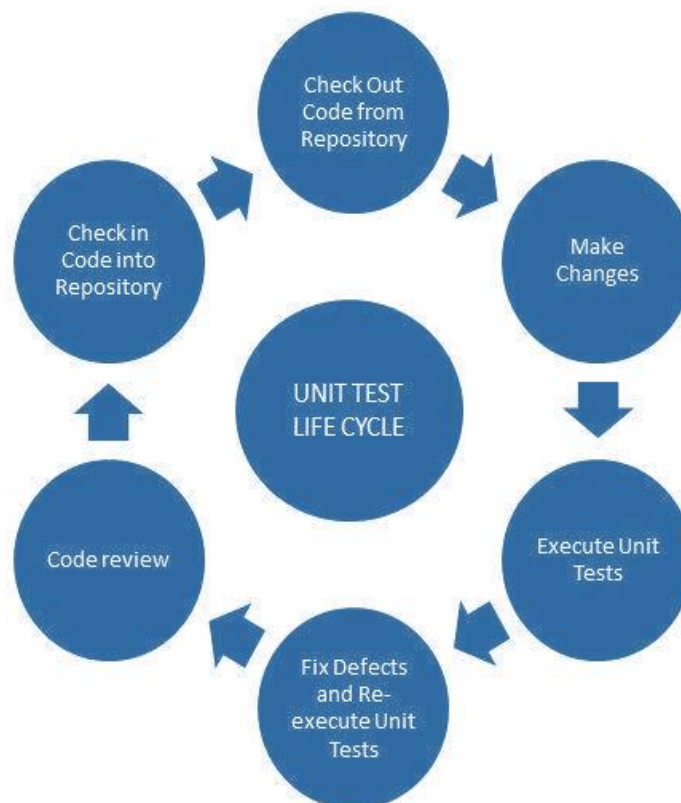 Check Out
Code from
Repository
Make
Changes
Execute Unit
Tests
Fix Defects
and Re-
execute Unit
Tests
Code review
Check in
Code into
Repository
UNIT TEST
LIFE CYCLE